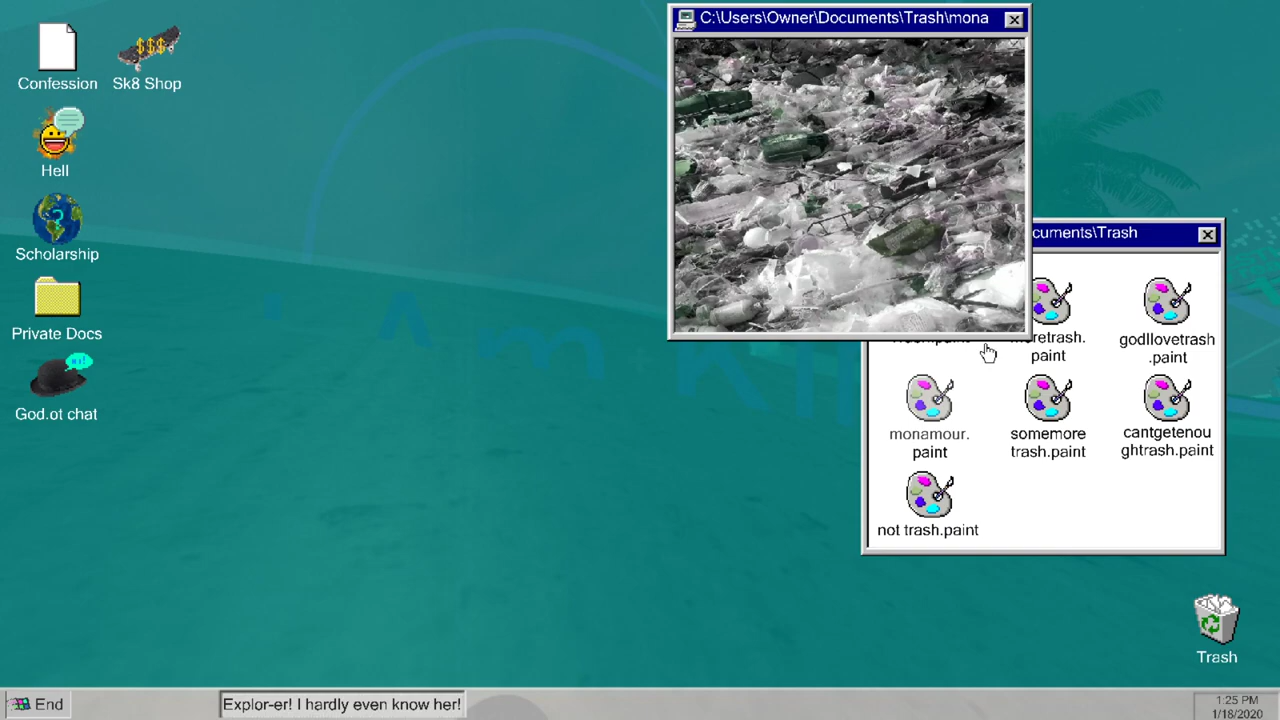 Confession
Sk8 Shop
Hell
Scholarship
Private Docs
God.ot chat
C:\Users\Owner\Documents\Trash\mona
cuments\Trash
retrash.
paint
godIlovetrash
.paint
monamour.
paint
somemore
trash.paint
cantgetenou
ghtrash.paint
not trash.paint
Trash
End
Explor-er! I hardly even know her!
1:25 PM
1/18/2020